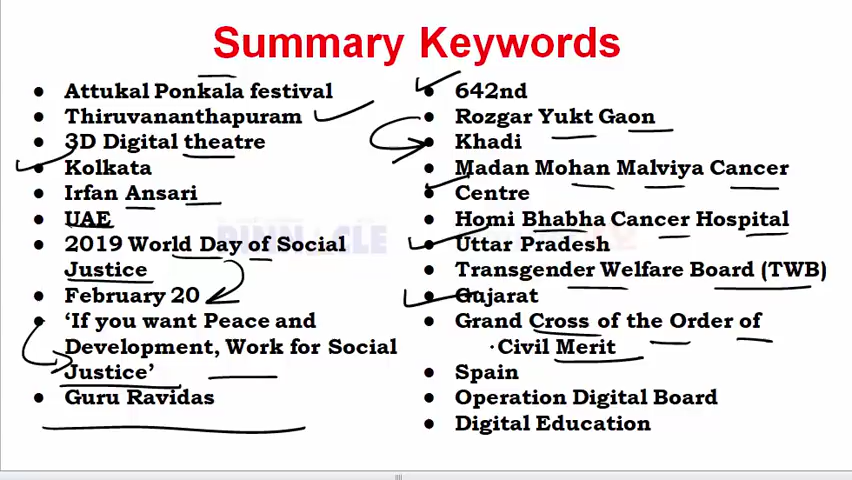 Summary Keywords
• Attukal Ponkala festival
• Thiruvananthapuram
• 3D Digital theatre
• Kolkata
• Irfan Ansari
• UAE
• 2019 World Day of Social
Justice
• February 20
• ‘If you want Peace and
Development, Work for Social
Justice’
• Guru Ravidas
• 642nd
• Rozgar Yukt Gaon
• Khadi
• Madan Mohan Malviya Cancer
• Centre
• Homi Bhabha Cancer Hospital
• Uttar Pradesh
• Transgender Welfare Board (TWB)
• Gujarat
• Grand Cross of the Order of
Civil Merit
• Spain
• Operation Digital Board
• Digital Education